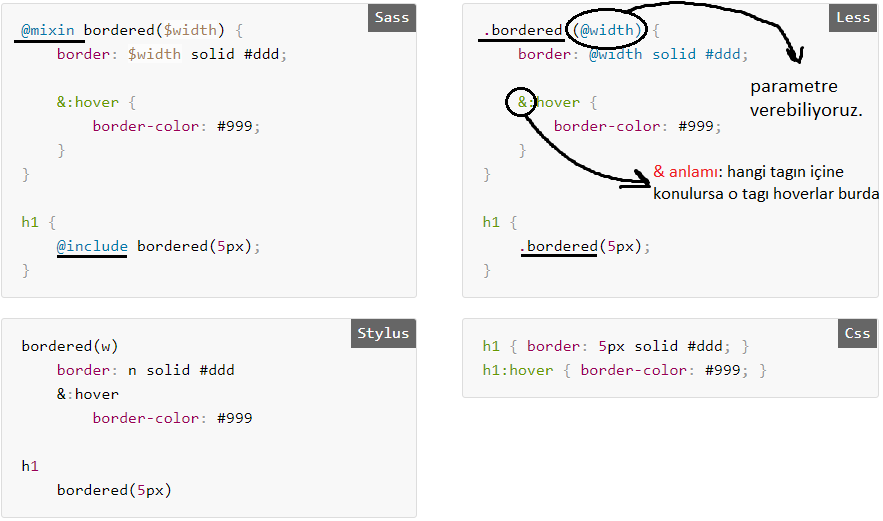 Sass
@mixin bordered($width) {
border: $width solid #ddd;
&:hover {
border-color: #999;
}
}
h1 {
@include bordered(5px);
}
Less
.bordered (@width) {
border: @width solid #ddd;
&:hover {
border-color: #999;
}
}
h1 {
.bordered(5px);
}
parametre
verebiliyoruz.
& anlamı: hangi tagın içine
konulursa o tagı hoverlar burda
Stylus
bordered(w)
border: n solid #ddd
&:hover
border-color: #999
h1
bordered(5px)
Css
h1 { border: 5px solid #ddd; }
h1:hover { border-color: #999; }